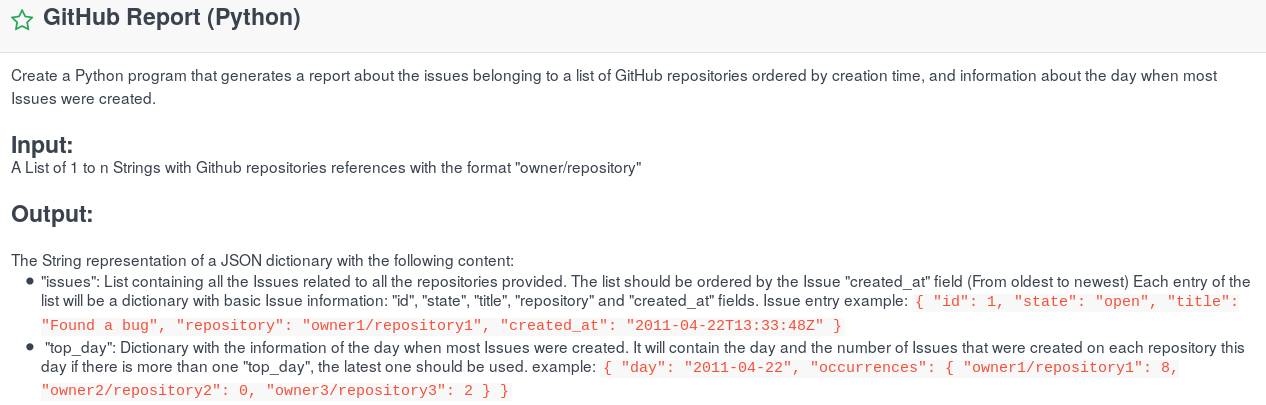 GitHub Report (Python)
Create a Python program that generates a report about the issues belonging to a list of GitHub repositories ordered by creation time, and information about the day when most
Issues were created.
Input:
A List of 1 to n Strings with Github repositories references with the format "owner/repository"
Output:
The String representation of a JSON dictionary with the following content:
"issues": List containing all the Issues related to all the repositories provided. The list should be ordered by the Issue "created_at" field (From oldest to newest) Each entry of the
list will be a dictionary with basic Issue information: "id", "state", "title", "repository" and "created_at" fields. Issue entry example: { "id": 1, "state": "open", "title":
"Found a bug", "repository": "owner1/repository1", "created_at": "2011-04-22T13:33:48Z" }
"top_day": Dictionary with the information of the day when most Issues were created. It will contain the day and the number of Issues that were created on each repository this
day if there is more than one "top_day", the latest one should be used. example: { "day": "2011-04-22", "occurrences": { "owner1/repository1": 8,
"owner2/repository2": 0, "owner3/repository3": 2 } }